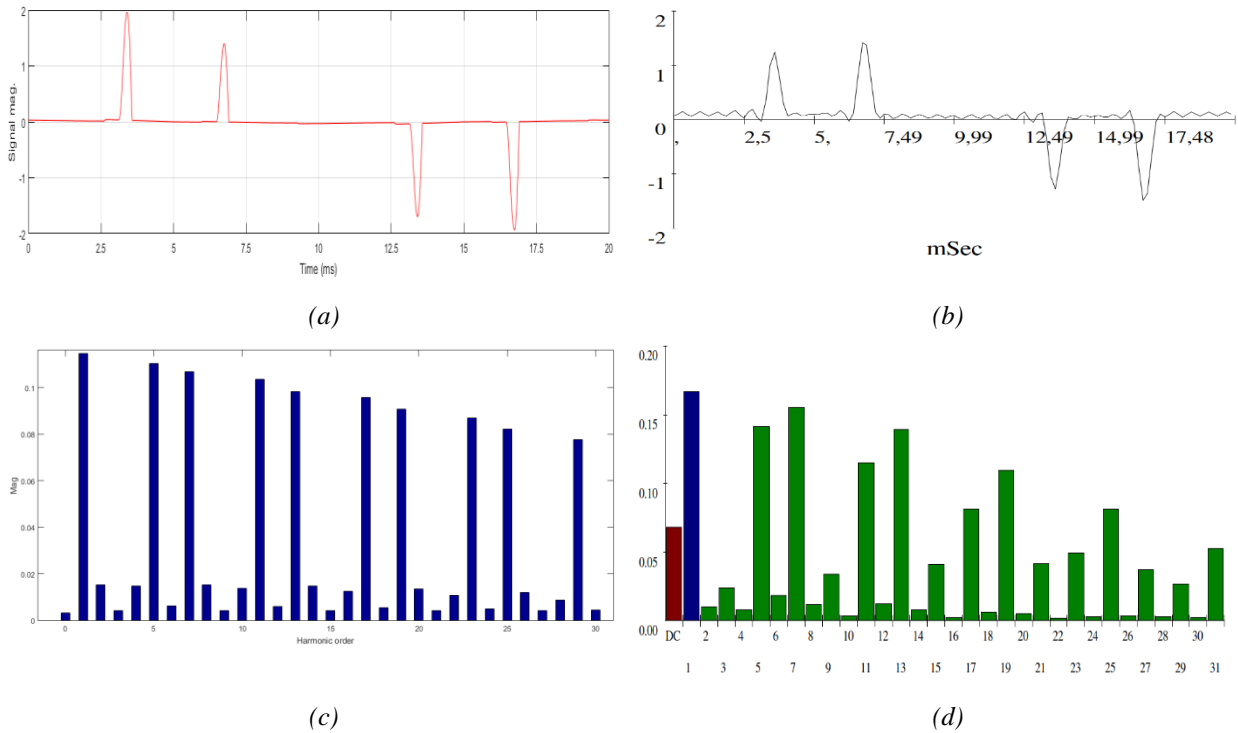 2
1
0
-1
-2
Signal mag.
0 2.5 5 7.5 10 12.5 15 17.5 20
Time (ms)
(a)
2
1
0
-1
-2
, 2,5 5, 7,49 9,99 12,49 14,99 17,48
mSec
(b)
0.1
0.08
0.06
0.04
0.02
0
Mag
0 5 10 15 20 25 30
Harmonic order
(c)
0.20
0.15
0.10
0.05
0.00
DC 2 4 6 8 10 12 14 16 18 20 22 24 26 28 30
1 3 5 7 9 11 13 15 17 19 21 23 25 27 29 31
(d)